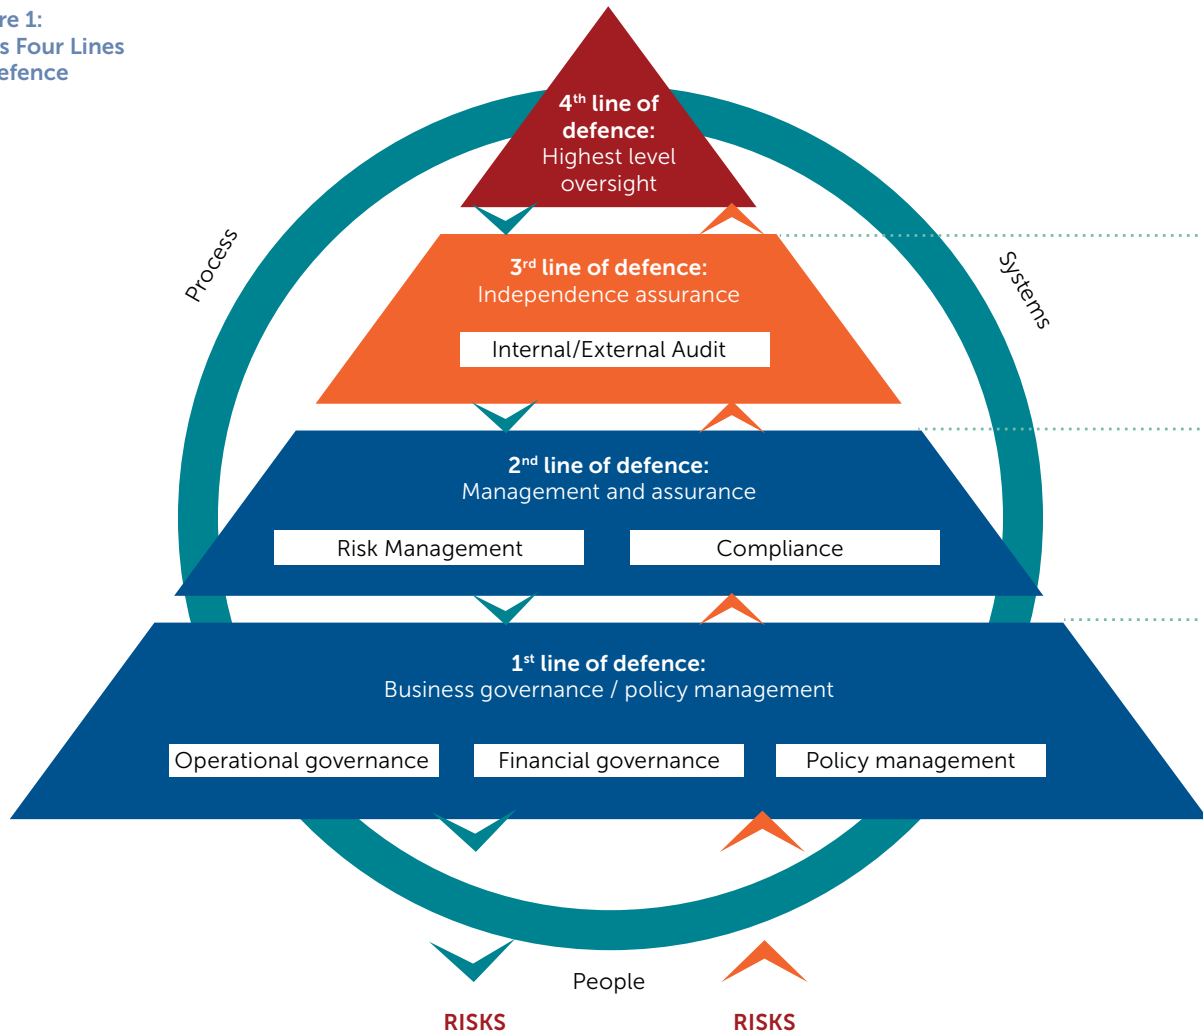 re 1:
s Four Lines
efence
4th line of
defence:
Highest level
oversight
Process
Systems
3rd line of defence:
Independence assurance
Internal/External Audit
2nd line of defence:
Management and assurance
Risk Management
Compliance
1st line of defence:
Business governance / policy management
Operational governance
Financial governance
Policy management
People
RISKS
RISKS